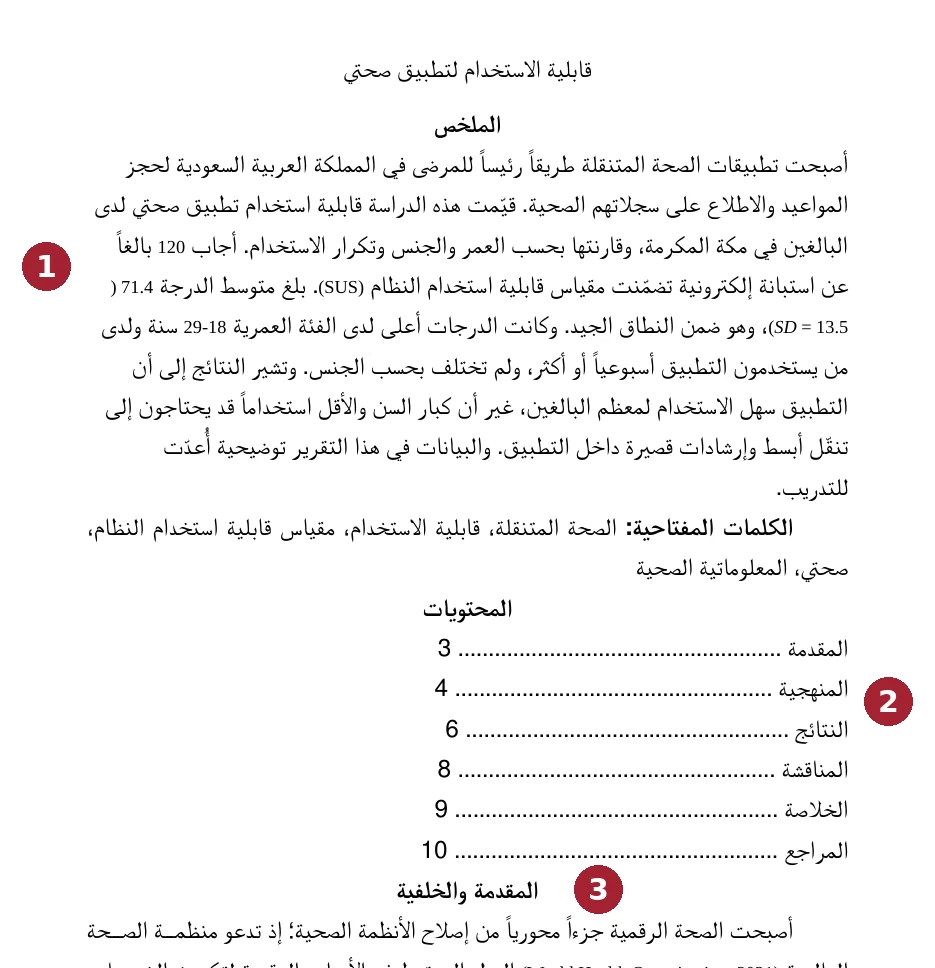 قابلية الاستخدام لتطبيق صحتي
الملخص
أصبحت تطبيقات الصحة المتنقلة طريقاً رئيساً للمرضى في المملكة العربية السعودية لحجز
المواعيد والاطلاع على سجلاتهم الصحية. قيّمت هذه الدراسة قابلية استخدام تطبيق صحتي لدى
البالغين في مكة المكرمة، وقارنتها بحسب العمر والجنس وتكرار الاستخدام. أجاب 120 بالغاً
1
عن استبانة إلكترونية تضمّنت مقياس قابلية استخدام النظام (SUS). بلغ متوسط الدرجة 71.4 (
SD = 13.5)، وهو ضمن النطاق الجيد. وكانت الدرجات أعلى لدى الفئة العمرية 18-29 سنة ولدى
من يستخدمون التطبيق أسبوعياً أو أكثر، ولم تختلف بحسب الجنس. وتشير النتائج إلى أن
التطبيق سهل الاستخدام لمعظم البالغين، غير أن كبار السن والأقل استخداماً قد يحتاجون إلى
تنقّل أبسط وإرشادات قصيرة داخل التطبيق. والبيانات في هذا التقرير توضيحية أُعدّت
للتدريب.
الكلمات المفتاحية: الصحة المتنقلة، قابلية الاستخدام، مقياس قابلية استخدام النظام،
صحتي، المعلوماتية الصحية
المحتويات
المقدمة ..................................................... 3
المنهجية .................................................... 4
2
النتائج ..................................................... 6
المناقشة .................................................... 8
الخلاصة ..................................................... 9
المراجع ..................................................... 10
المقدمة والخلفية
3
أصبحت الصحة الرقمية جزءاً محورياً من إصلاح الأنظمة الصحية؛ إذ تدعو منظمــة الصــحة